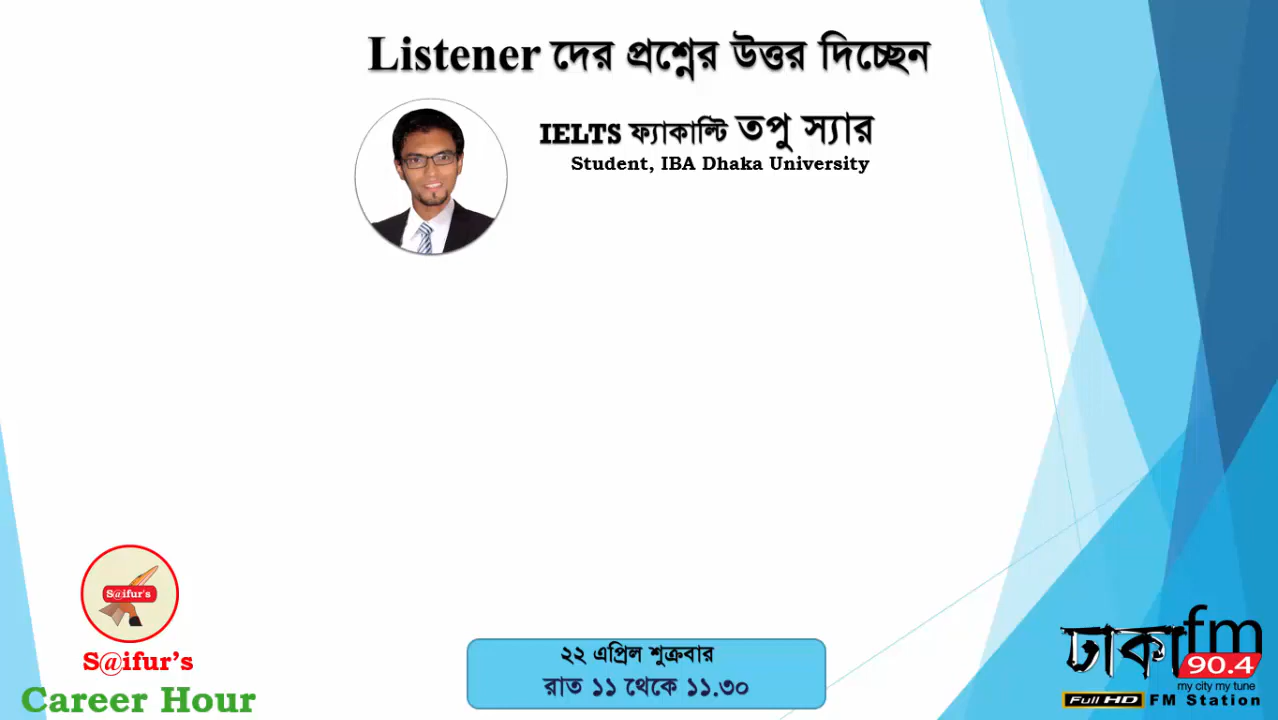 Listener দের প্রশ্নের উত্তর দিচ্ছেন
IELTS ফ্যাকাল্টি তপু স্যার
Student, IBA Dhaka University
S@ifur's
S@ifur's
Career Hour
২২ এপ্রিল শুক্রবার
রাত ১১ থেকে ১১.৩০
ঢাকা fm
90.4
my city my tune
Full HD FM Station